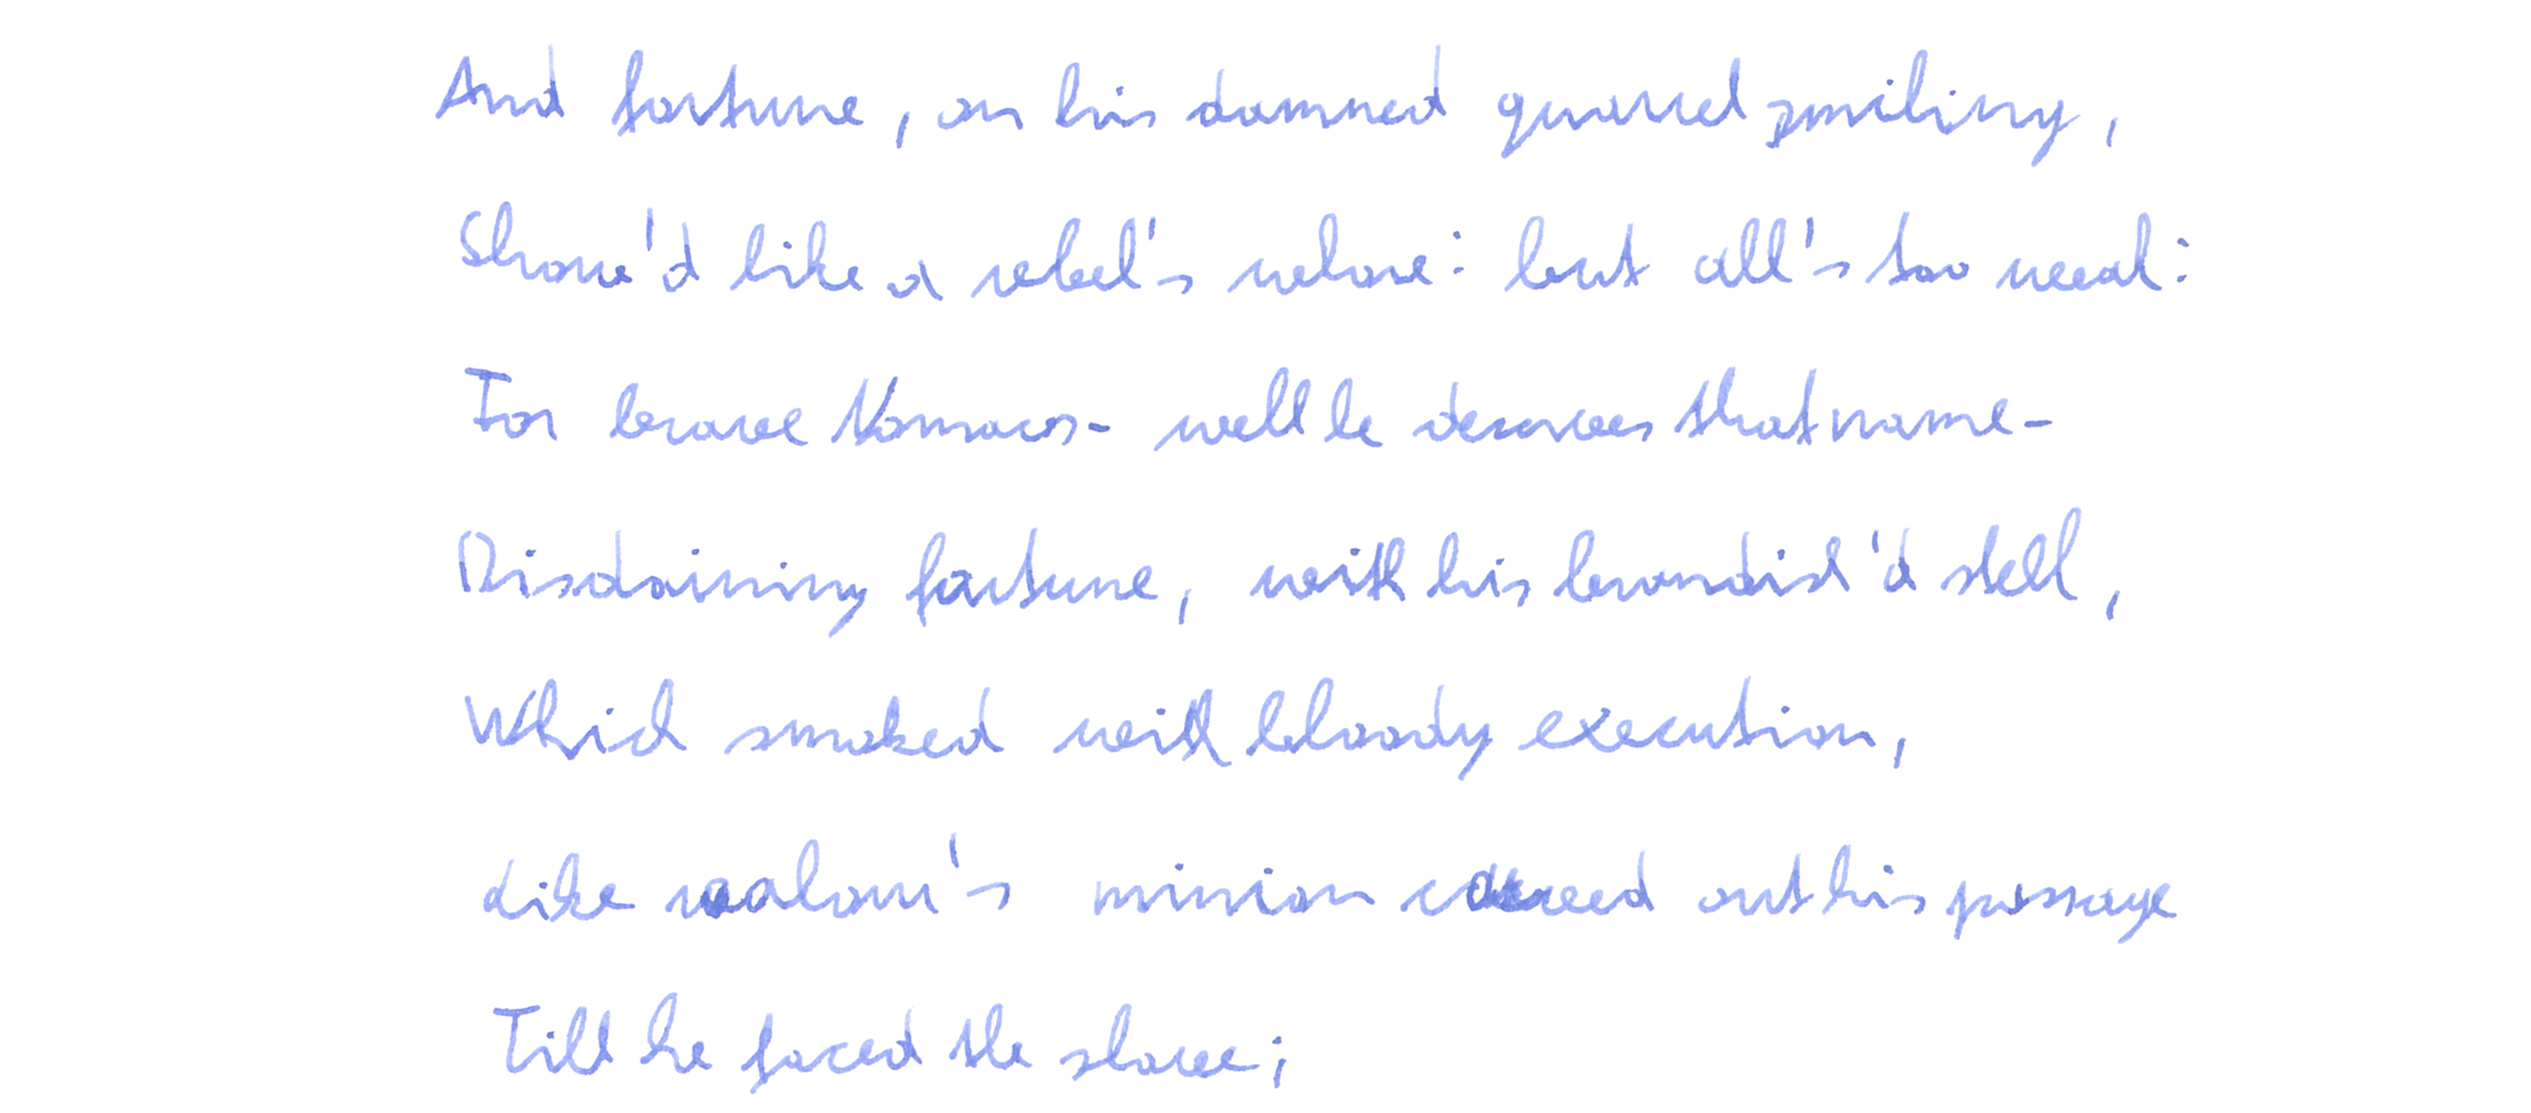 And fortune, on his damned quarrel smiling,
Show'd like a rebel's whore: but all's too weak:
For brave - well he deserves that name -
Disdaining fortune, with his brandish'd stell,
Which smoked with bloody execution,
Like valour's minion carved out his passage
Till he faced the slave;